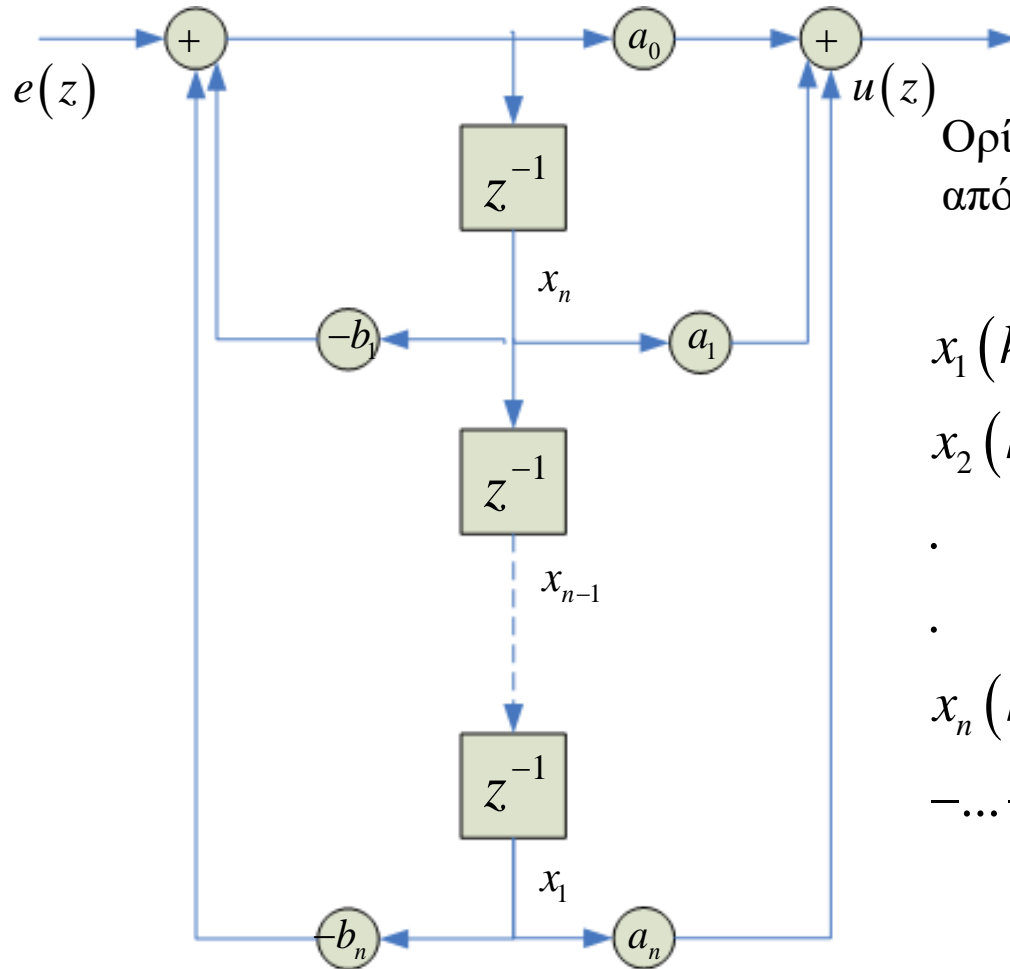 + a₀ +
e(z) u(z)
z⁻¹
xₙ
−b₁ a₁
z⁻¹
xₙ₋₁
z⁻¹
x₁
−bₙ aₙ
Ορί
από
x₁(k
x₂(k
.
.
xₙ(k
−...